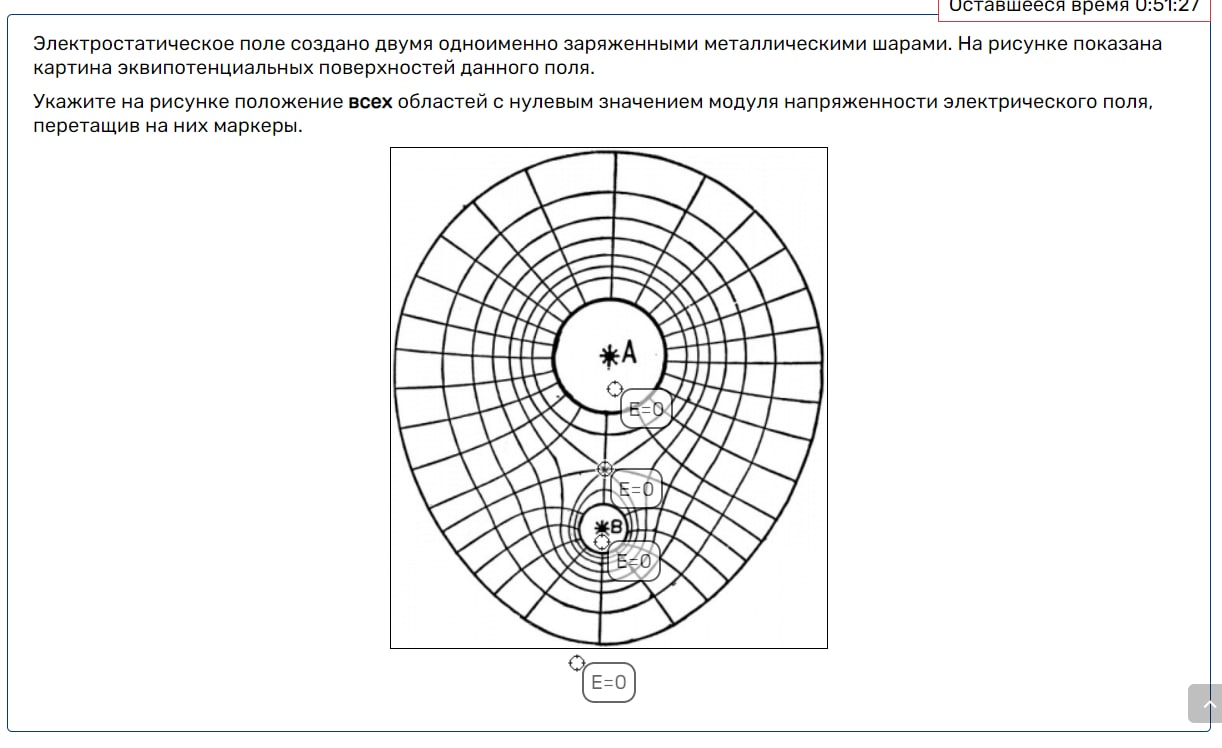 Оставшееся время 0:51:27
Электростатическое поле создано двумя одноименно заряженными металлическими шарами. На рисунке показана
картина эквипотенциальных поверхностей данного поля.
Укажите на рисунке положение всех областей с нулевым значением модуля напряженности электрического поля,
перетащив на них маркеры.
A
E=0
E=0
B
E=0
E=0